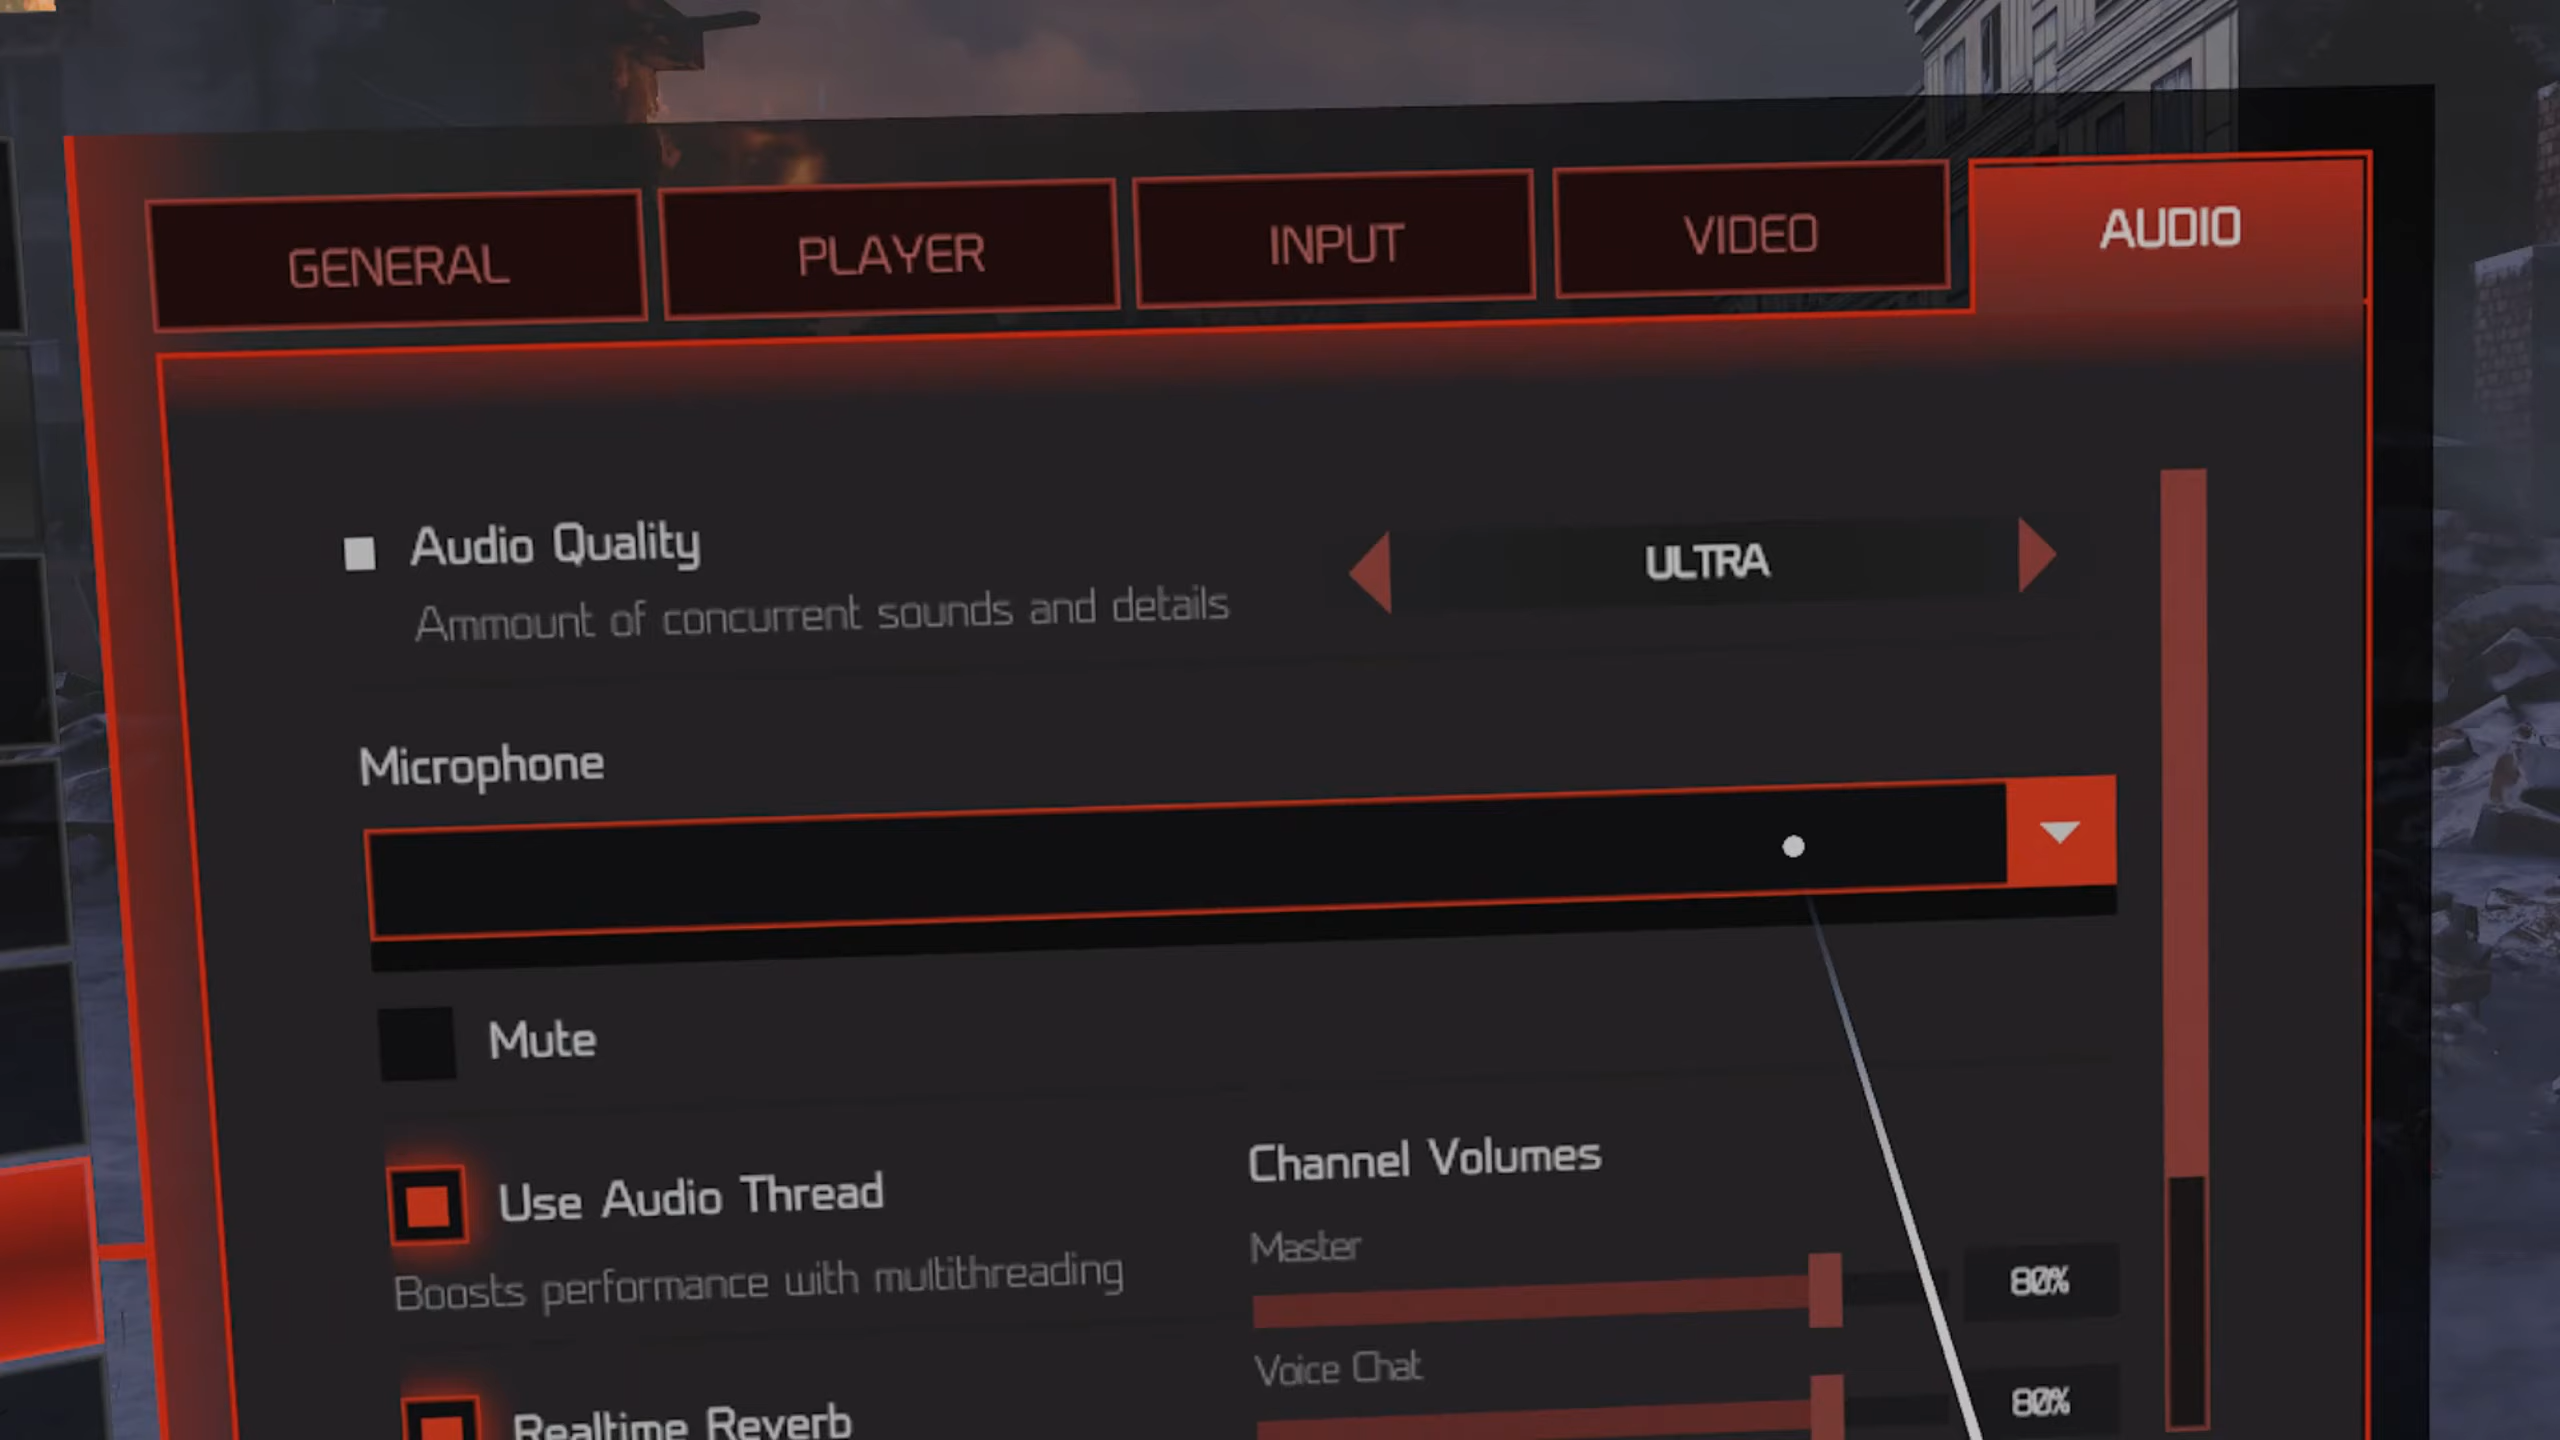 GENERAL
PLAYER
INPUT
VIDEO
AUDIO
Audio Quality
ULTRA
Ammount of concurrent sounds and details
Microphone
Mute
Use Audio Thread
Boosts performance with multithreading
Channel Volumes
Master
80%
Voice Chat
80%
Realtime Reverb